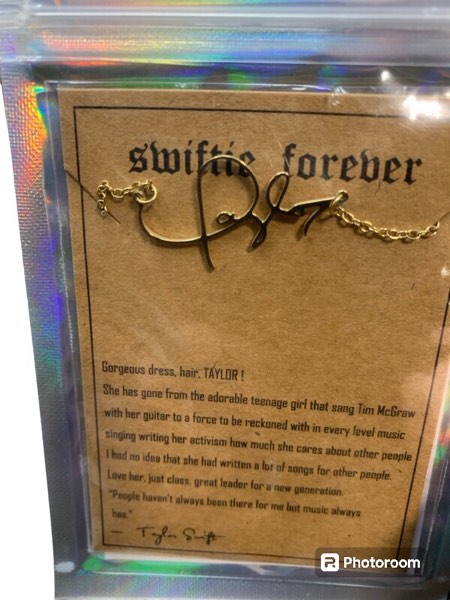 swiftie forever
Taylor
Gorgeous dress, hair, TAYLOR !
She has gone from the adorable teenage girl that sang Tim McGraw
with her guitar to a force to be reckoned with in every level music
singing writing her activism how much she cares about other people
I had no idea that she had written a lot of songs for other people.
Love her, just class, great leader for a new generation.
"People haven't always been there for me but music always
has."
— Taylor Swift
Photoroom